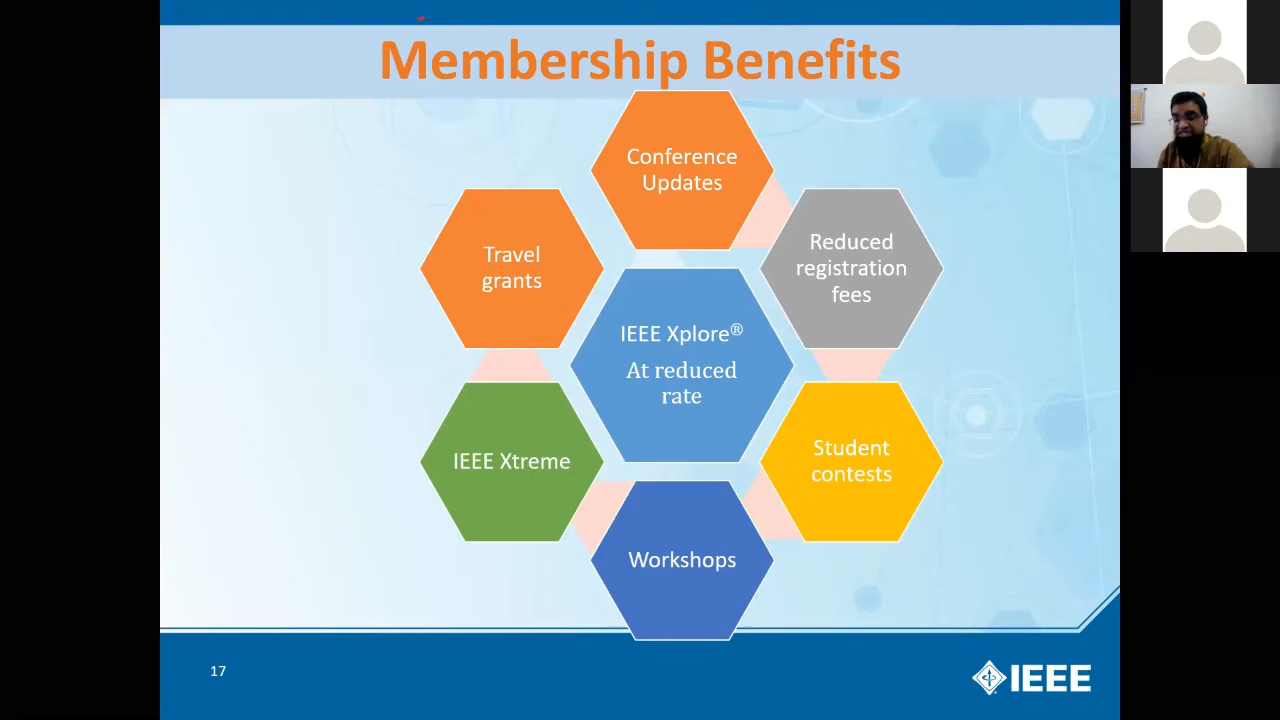 Membership Benefits
Conference
Updates
Reduced
registration
fees
Travel
grants
IEEE Xplore®
At reduced
rate
Student
contests
IEEE Xtreme
Workshops
17
IEEE